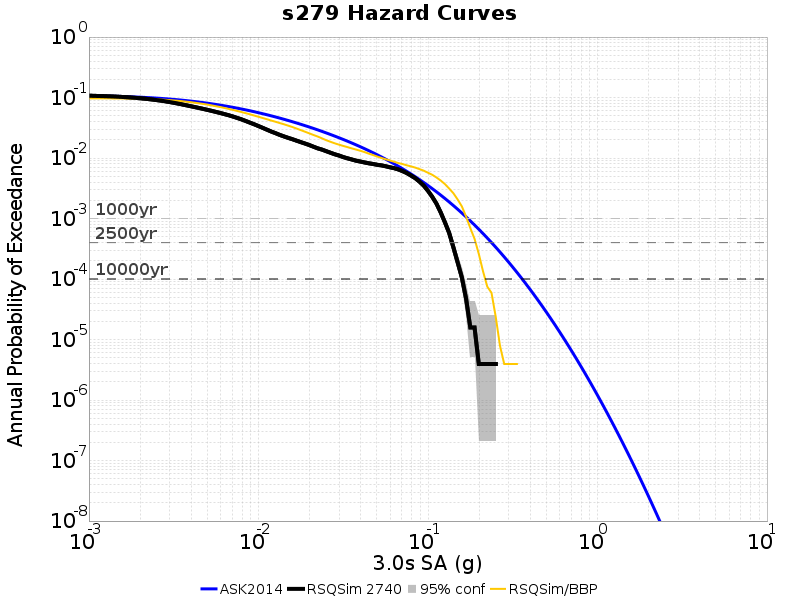 s279 Hazard Curves
10^0
10^-1
10^-2
10^-3
10^-4
10^-5
10^-6
10^-7
10^-8
Annual Probability of Exceedance
1000yr
2500yr
10000yr
10^-3 10^-2 10^-1 10^0 10^1
3.0s SA (g)
ASK2014 RSQSim 2740 95% conf RSQSim/BBP